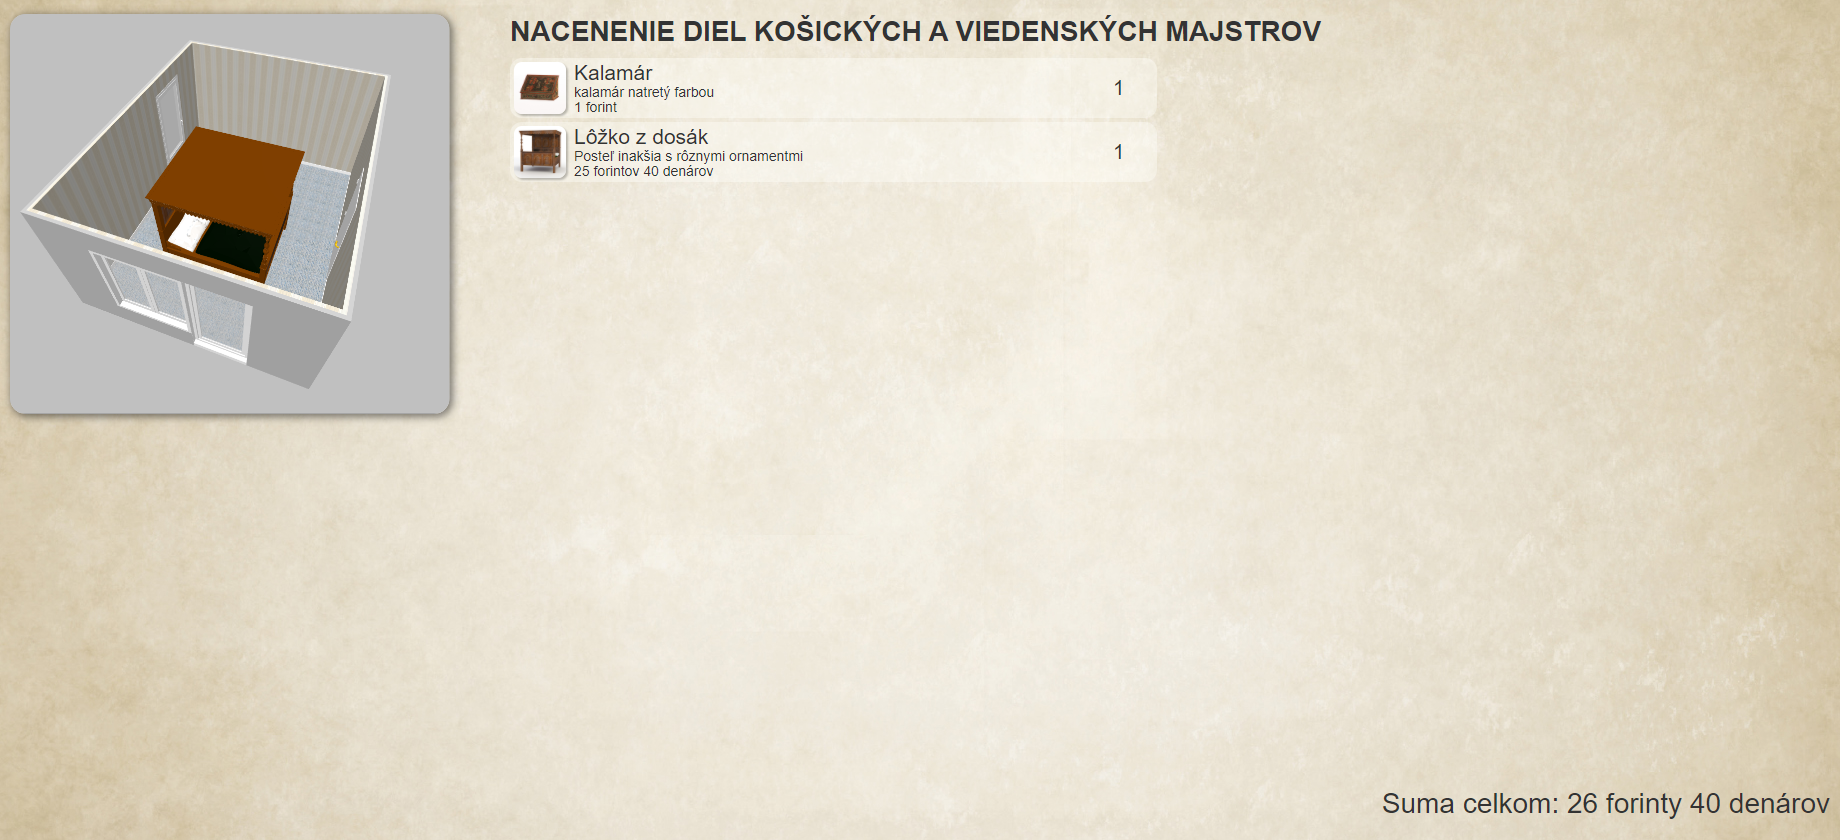 NACENENIE DIEL KOŠICKÝCH A VIEDENSKÝCH MAJSTROV
Kalamár
kalamár natretý farbou
1 forint
1
Lôžko z dosák
Posteľ inakšia s rôznymi ornamentmi
25 forintov 40 denárov
1
Suma celkom: 26 forinty 40 denárov